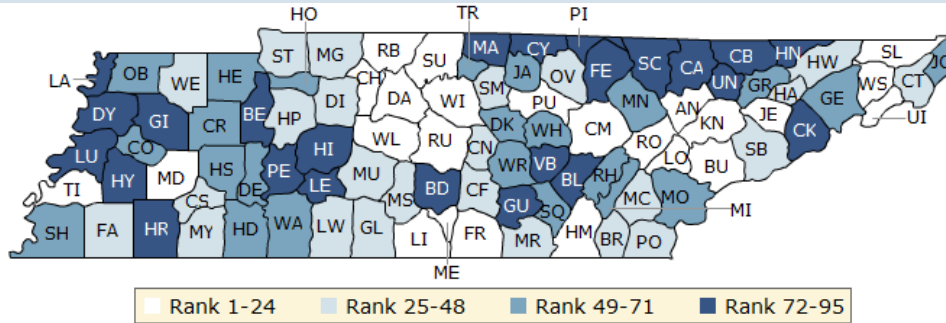 HO TR PI
ST MG RB SU MA CY FE SC CA CB HN SL JO
LA OB WE HE CH SM JA OV UN GR HA HW WS CT
DY GI CR BE HP DI DA WI PU MN AN JE GE UI
CO DK WH CM KN CK
LU HY MD HS DE PE HI WL RU CN WR VB BL RH RO LO BU SB
TI CS LE MU MS BD CF GU SQ MC MO MI
SH FA HR MY HD WA LW GL LI FR MR HM BR PO
ME
Rank 1-24 Rank 25-48 Rank 49-71 Rank 72-95